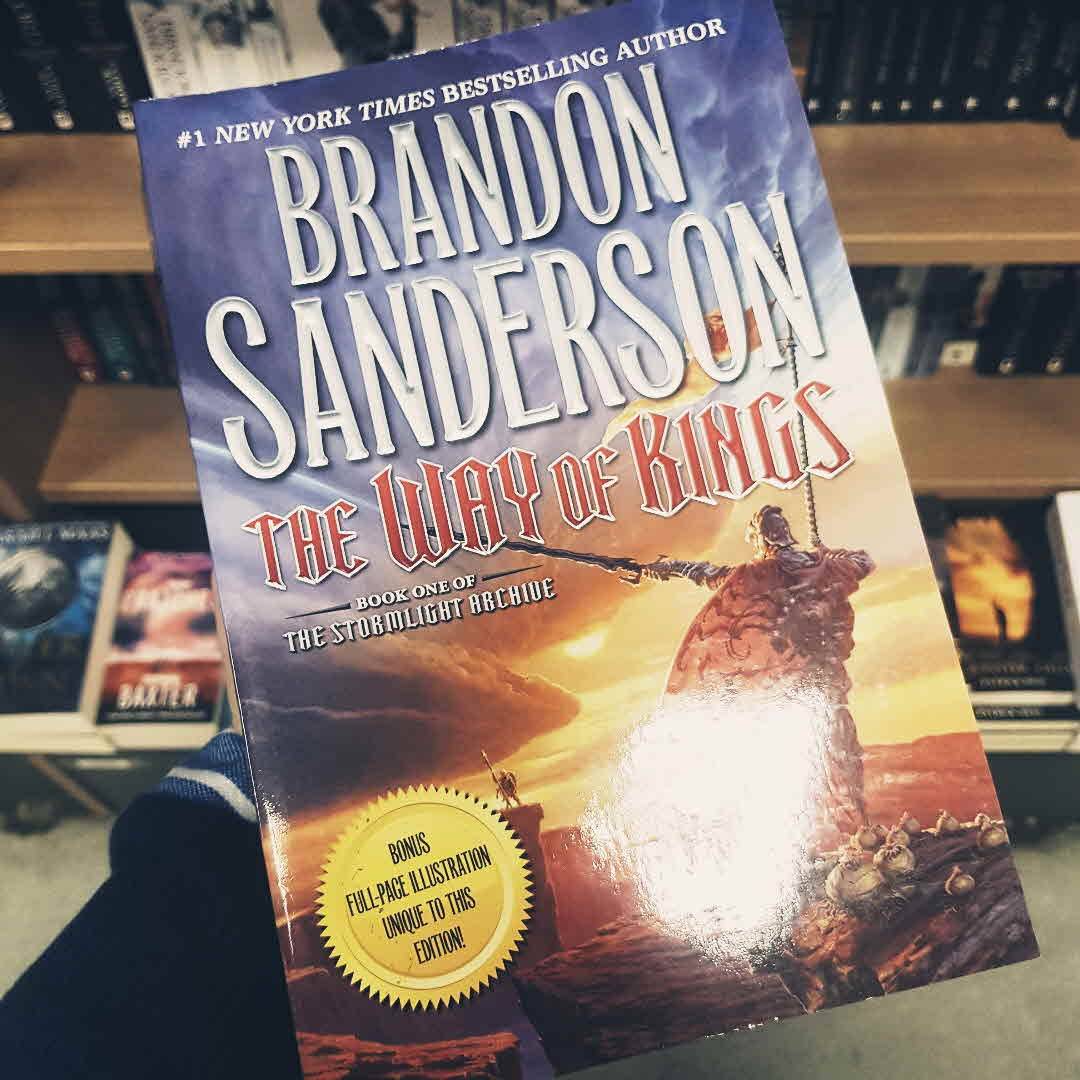 #1 NEW YORK TIMES BESTSELLING AUTHOR
BRANDON
SANDERSON
THE WAY OF KINGS
BOOK ONE OF
THE STORMLIGHT ARCHIVE
BONUS
FULL-PAGE ILLUSTRATION
UNIQUE TO THIS
EDITION!
MAAS
BAXTER